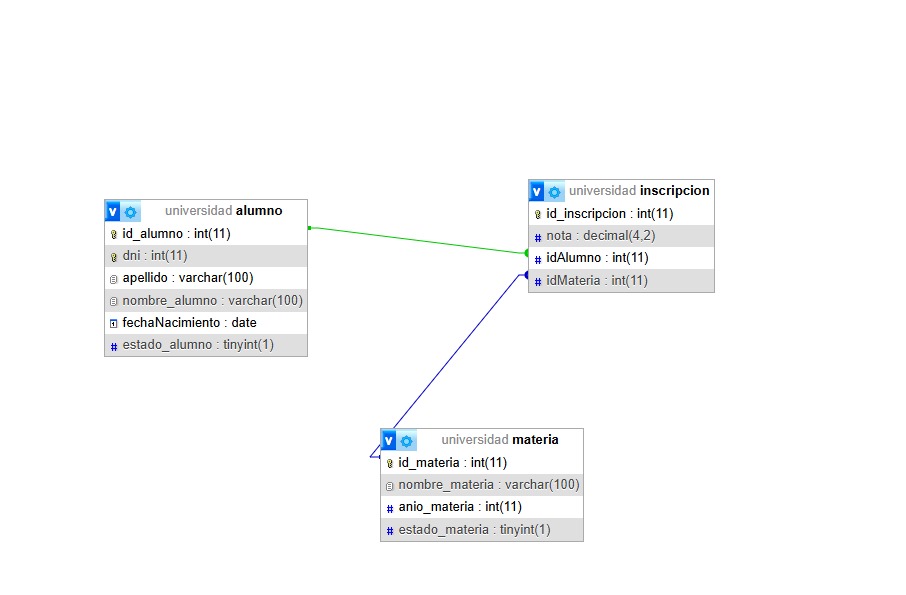 v universidad alumno
id_alumno : int(11)
dni : int(11)
apellido : varchar(100)
nombre_alumno : varchar(100)
fechaNacimiento : date
# estado_alumno : tinyint(1)
v universidad inscripcion
id_inscripcion : int(11)
# nota : decimal(4,2)
# idAlumno : int(11)
# idMateria : int(11)
v universidad materia
id_materia : int(11)
nombre_materia : varchar(100)
# anio_materia : int(11)
# estado_materia : tinyint(1)